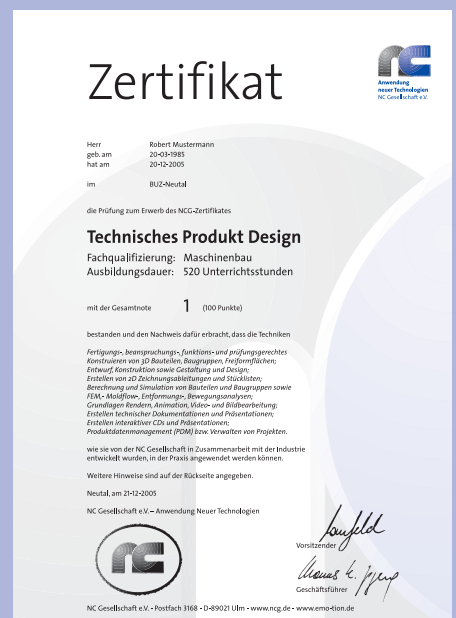 Zertifikat
Anwendung
neuer Technologien
NC Gesellschaft e.V.
Herr Robert Mustermann
geb. am 20-03-1985
hat am 20-12-2005
im BUZ-Neutal
die Prüfung zum Erwerb des NCG-Zertifikates
Technisches Produkt Design
Fachqualifizierung: Maschinenbau
Ausbildungsdauer: 520 Unterrichtsstunden
mit der Gesamtnote 1 (100 Punkte)
bestanden und den Nachweis dafür erbracht, dass die Techniken
Fertigungs-, beanspruchungs-, funktions- und prüfungsgerechtes
Konstruieren von 3D Bauteilen, Baugruppen, Freiformflächen;
Entwurf, Konstruktion sowie Gestaltung und Design;
Erstellen von 2D Zeichnungsableitungen und Stücklisten;
Berechnung und Simulation von Bauteilen und Baugruppen sowie
FEM,- Moldflow-, Entformungs-, Bewegungsanalysen;
Grundlagen Rendern, Animation, Video- und Bildbearbeitung;
Erstellen technischer Dokumentationen und Präsentationen;
Erstellen interaktiver CDs und Präsentationen;
Produktdatenmanagement (PDM) bzw. Verwalten von Projekten.
wie sie von der NC Gesellschaft in Zusammenarbeit mit der Industrie
entwickelt wurden, in der Praxis angewendet werden können.
Weitere Hinweise sind auf der Rückseite angegeben.
Neutal, am 21-12-2005
NC Gesellschaft e.V. – Anwendung Neuer Technologien
Vorsitzender
Geschäftsführer
NC Gesellschaft e.V. - Postfach 3168 - D-89021 Ulm - www.ncg.de - www.emo-tion.de